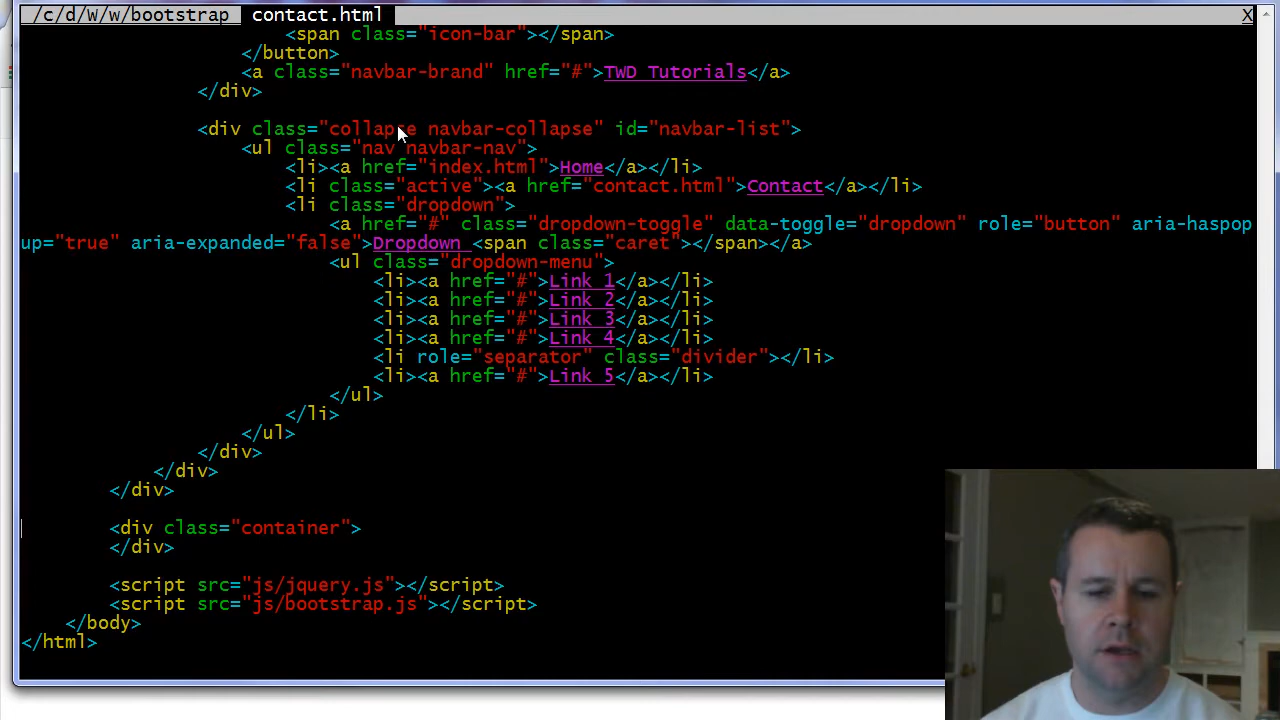 /c/d/W/w/bootstrap contact.html X
<span class="icon-bar"></span>
</button>
<a class="navbar-brand" href="#">TWD Tutorials</a>
</div>
<div class="collapse navbar-collapse" id="navbar-list">
<ul class="nav navbar-nav">
<li><a href="index.html">Home</a></li>
<li class="active"><a href="contact.html">Contact</a></li>
<li class="dropdown">
<a href="#" class="dropdown-toggle" data-toggle="dropdown" role="button" aria-haspop
up="true" aria-expanded="false">Dropdown <span class="caret"></span></a>
<ul class="dropdown-menu">
<li><a href="#">Link 1</a></li>
<li><a href="#">Link 2</a></li>
<li><a href="#">Link 3</a></li>
<li><a href="#">Link 4</a></li>
<li role="separator" class="divider"></li>
<li><a href="#">Link 5</a></li>
</ul>
</li>
</ul>
</div>
</div>
</div>
<div class="container">
</div>
<script src="js/jquery.js"></script>
<script src="js/bootstrap.js"></script>
</body>
</html>